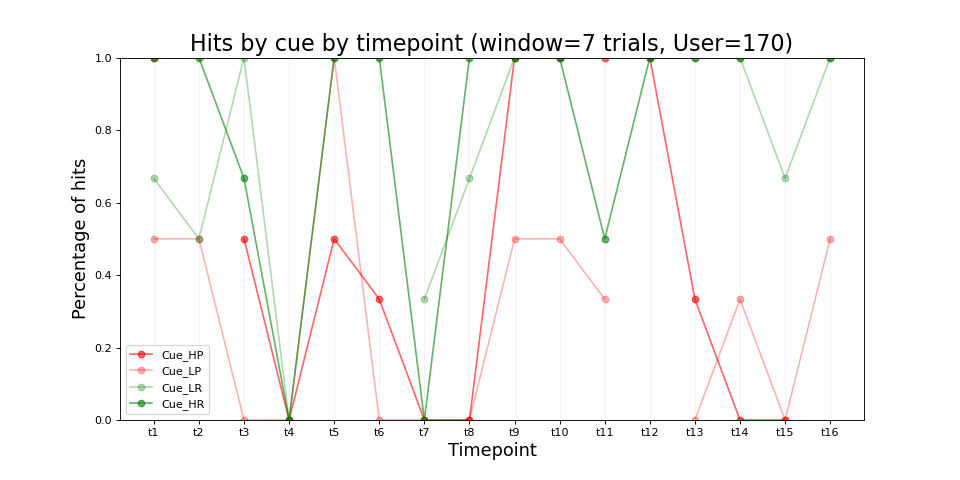 Hits by cue by timepoint (window=7 trials, User=170)
Percentage of hits
1.0
0.8
0.6
0.4
0.2
0.0
Cue_HP
Cue_LP
Cue_LR
Cue_HR
t1 t2 t3 t4 t5 t6 t7 t8 t9 t10 t11 t12 t13 t14 t15 t16
Timepoint